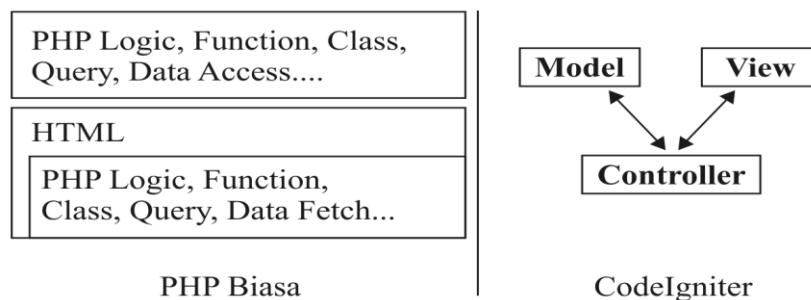 PHP Logic, Function, Class,
Query, Data Access....
HTML
PHP Logic, Function,
Class, Query, Data Fetch...
PHP Biasa
Model
View
Controller
CodeIgniter